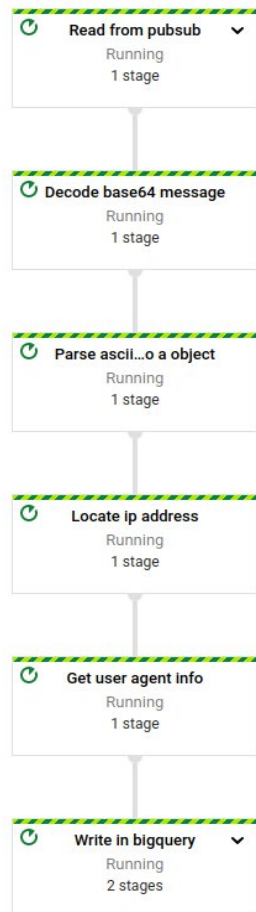 Read from pubsub
Running
1 stage
Decode base64 message
Running
1 stage
Parse ascii...o a object
Running
1 stage
Locate ip address
Running
1 stage
Get user agent info
Running
1 stage
Write in bigquery
Running
2 stages